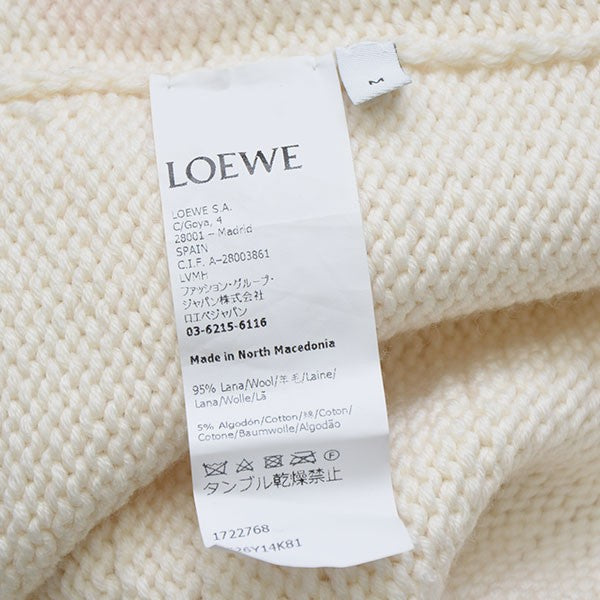 M
LOEWE
LOEWE S.A.
C/Goya, 4
28001 – Madrid
SPAIN
C.I.F. A-28003861
LVMH
ファッション・グループ・
ジャパン株式会社
ロエベジャパン
03-6215-6116
Made in North Macedonia
95% Lana/Wool/羊毛/Laine/
Lana/Wolle/Lã
5% Algodón/Cotton/綿/Coton/
Cotone/Baumwolle/Algodão
タンブル乾燥禁止
1722768